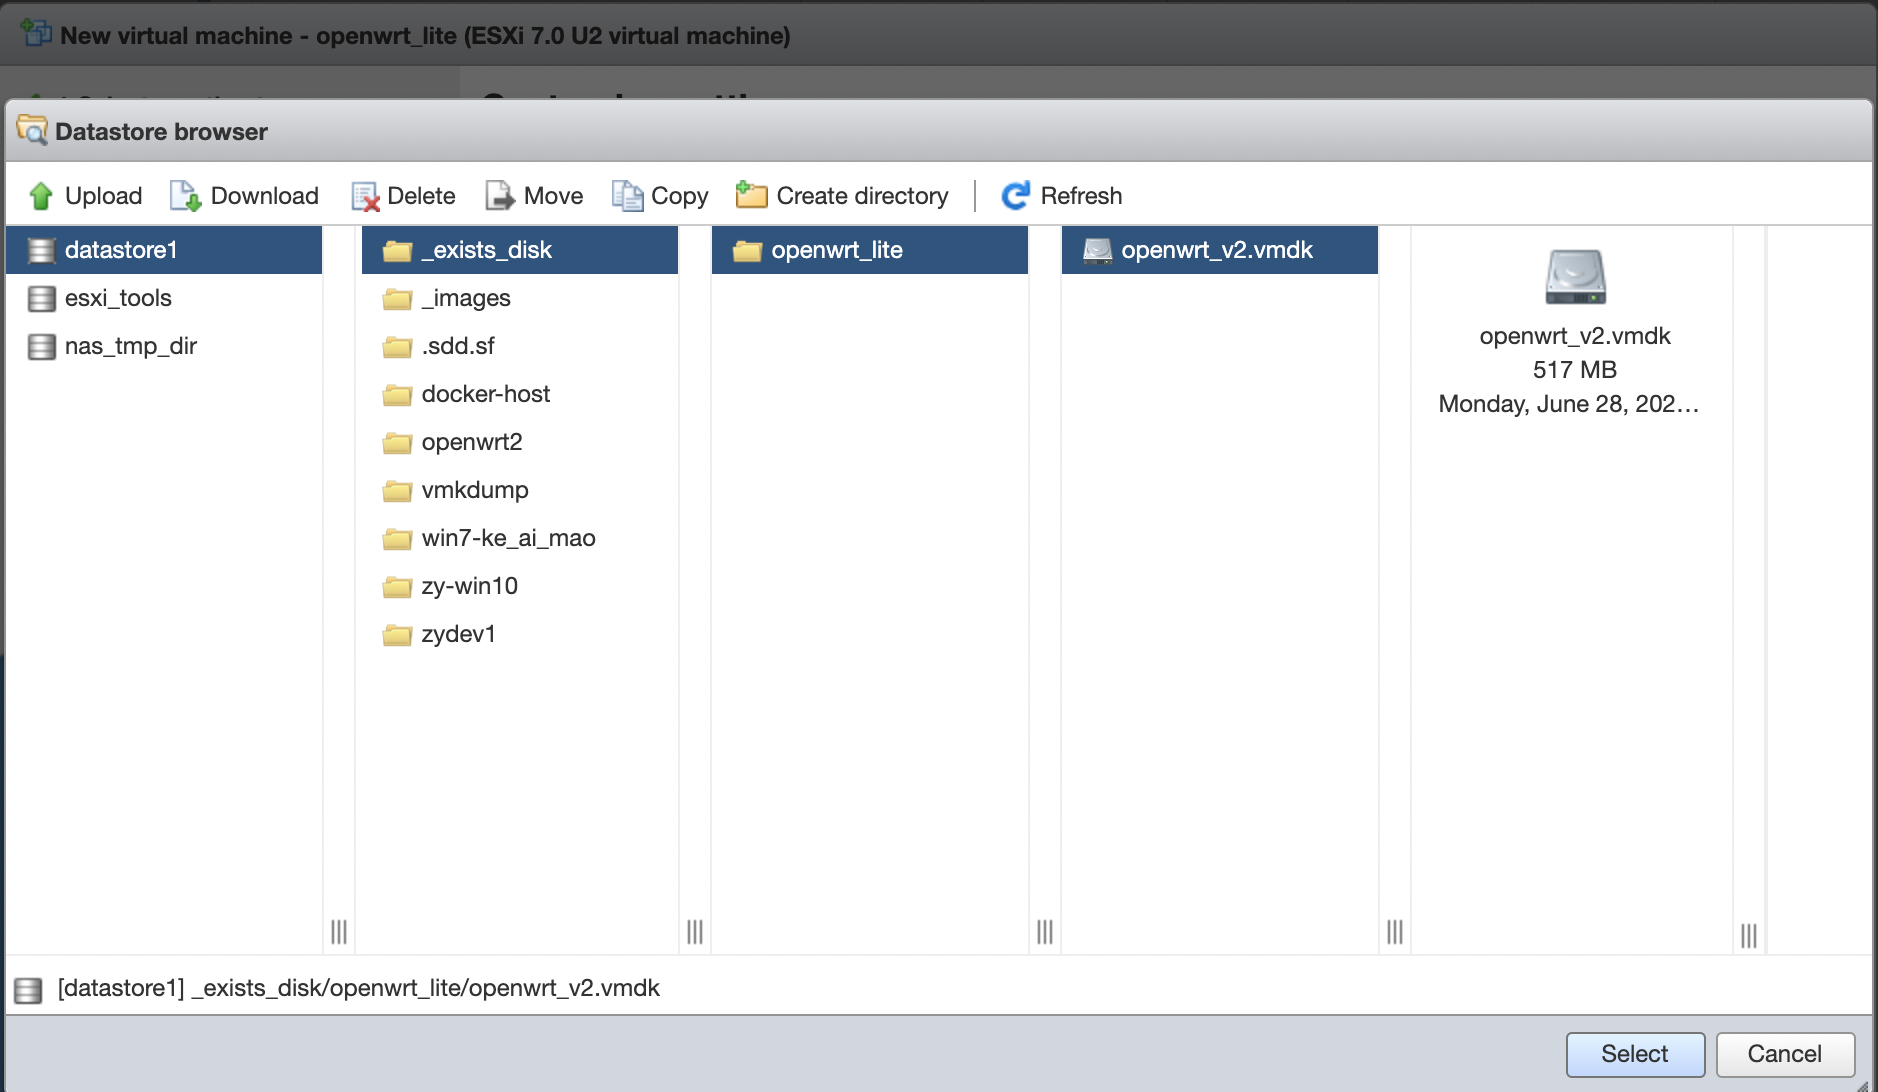 New virtual machine - openwrt_lite (ESXi 7.0 U2 virtual machine)
Datastore browser
Upload Download Delete Move Copy Create directory Refresh
datastore1
esxi_tools
nas_tmp_dir
_exists_disk
_images
.sdd.sf
docker-host
openwrt2
vmkdump
win7-ke_ai_mao
zy-win10
zydev1
openwrt_lite
openwrt_v2.vmdk
openwrt_v2.vmdk
517 MB
Monday, June 28, 202...
[datastore1] _exists_disk/openwrt_lite/openwrt_v2.vmdk
Select Cancel